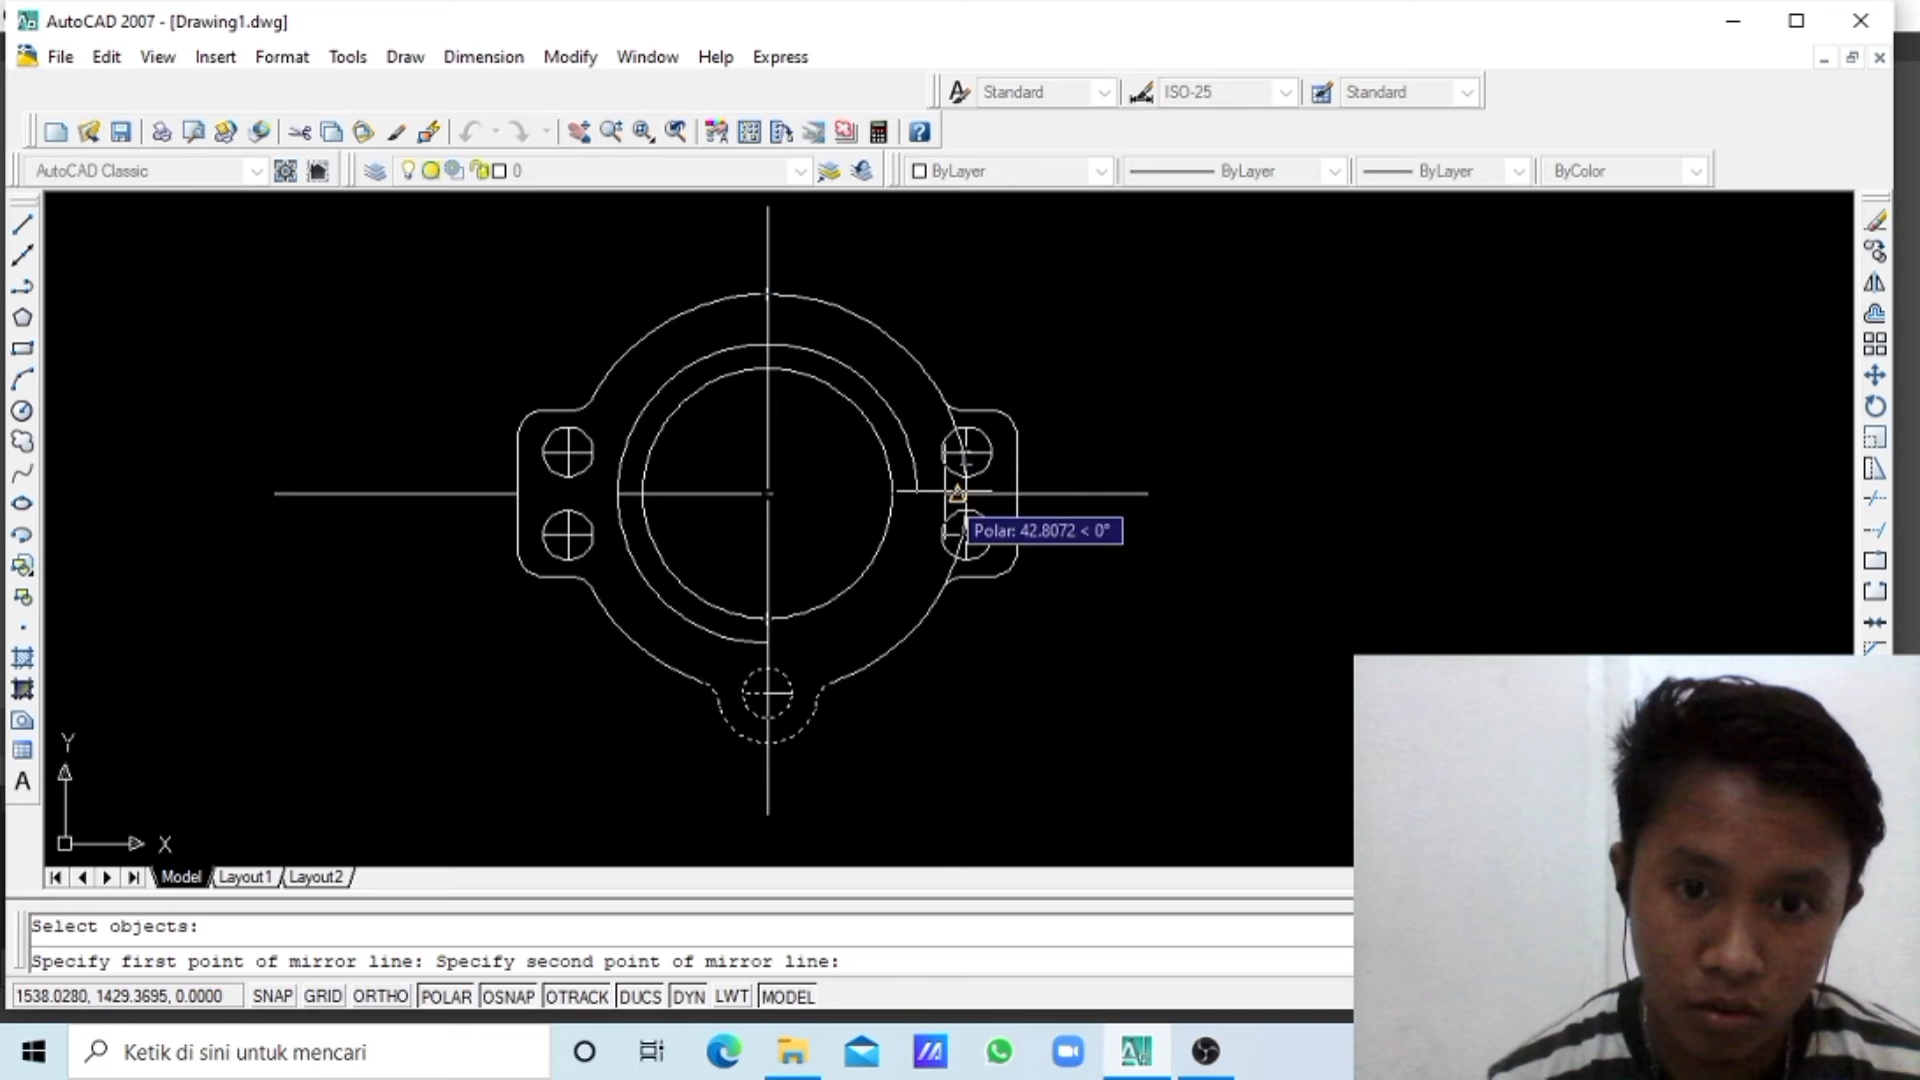 AutoCAD 2007 - [Drawing1.dwg]
File Edit View Insert Format Tools Draw Dimension Modify Window Help Express
Standard ISO-25 Standard
AutoCAD Classic 0 ByLayer ByLayer ByLayer ByColor
Polar: 42.8072 < 0°
Y
X
A
Model Layout1 Layout2
Select objects:
Specify first point of mirror line: Specify second point of mirror line:
1538.0280, 1429.3695, 0.0000 SNAP GRID ORTHO POLAR OSNAP OTRACK DUCS DYN LWT MODEL
Ketik di sini untuk mencari